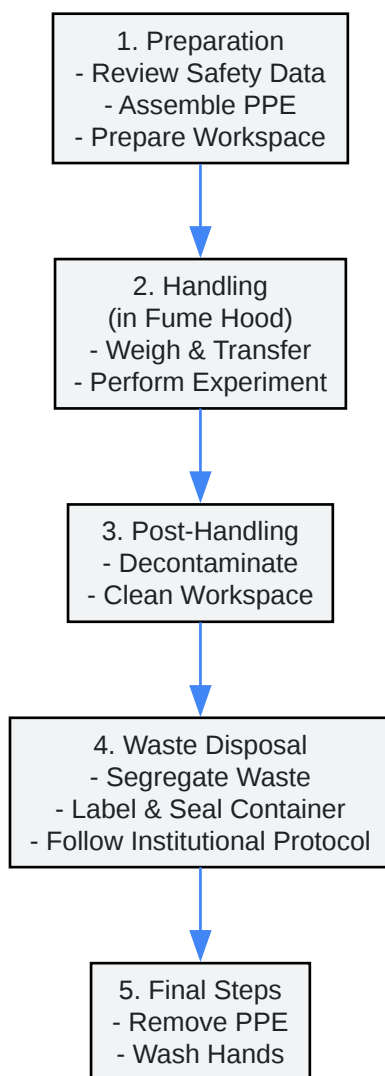 1. Preparation
- Review Safety Data
- Assemble PPE
- Prepare Workspace
2. Handling
(in Fume Hood)
- Weigh & Transfer
- Perform Experiment
3. Post-Handling
- Decontaminate
- Clean Workspace
4. Waste Disposal
- Segregate Waste
- Label & Seal Container
- Follow Institutional Protocol
5. Final Steps
- Remove PPE
- Wash Hands